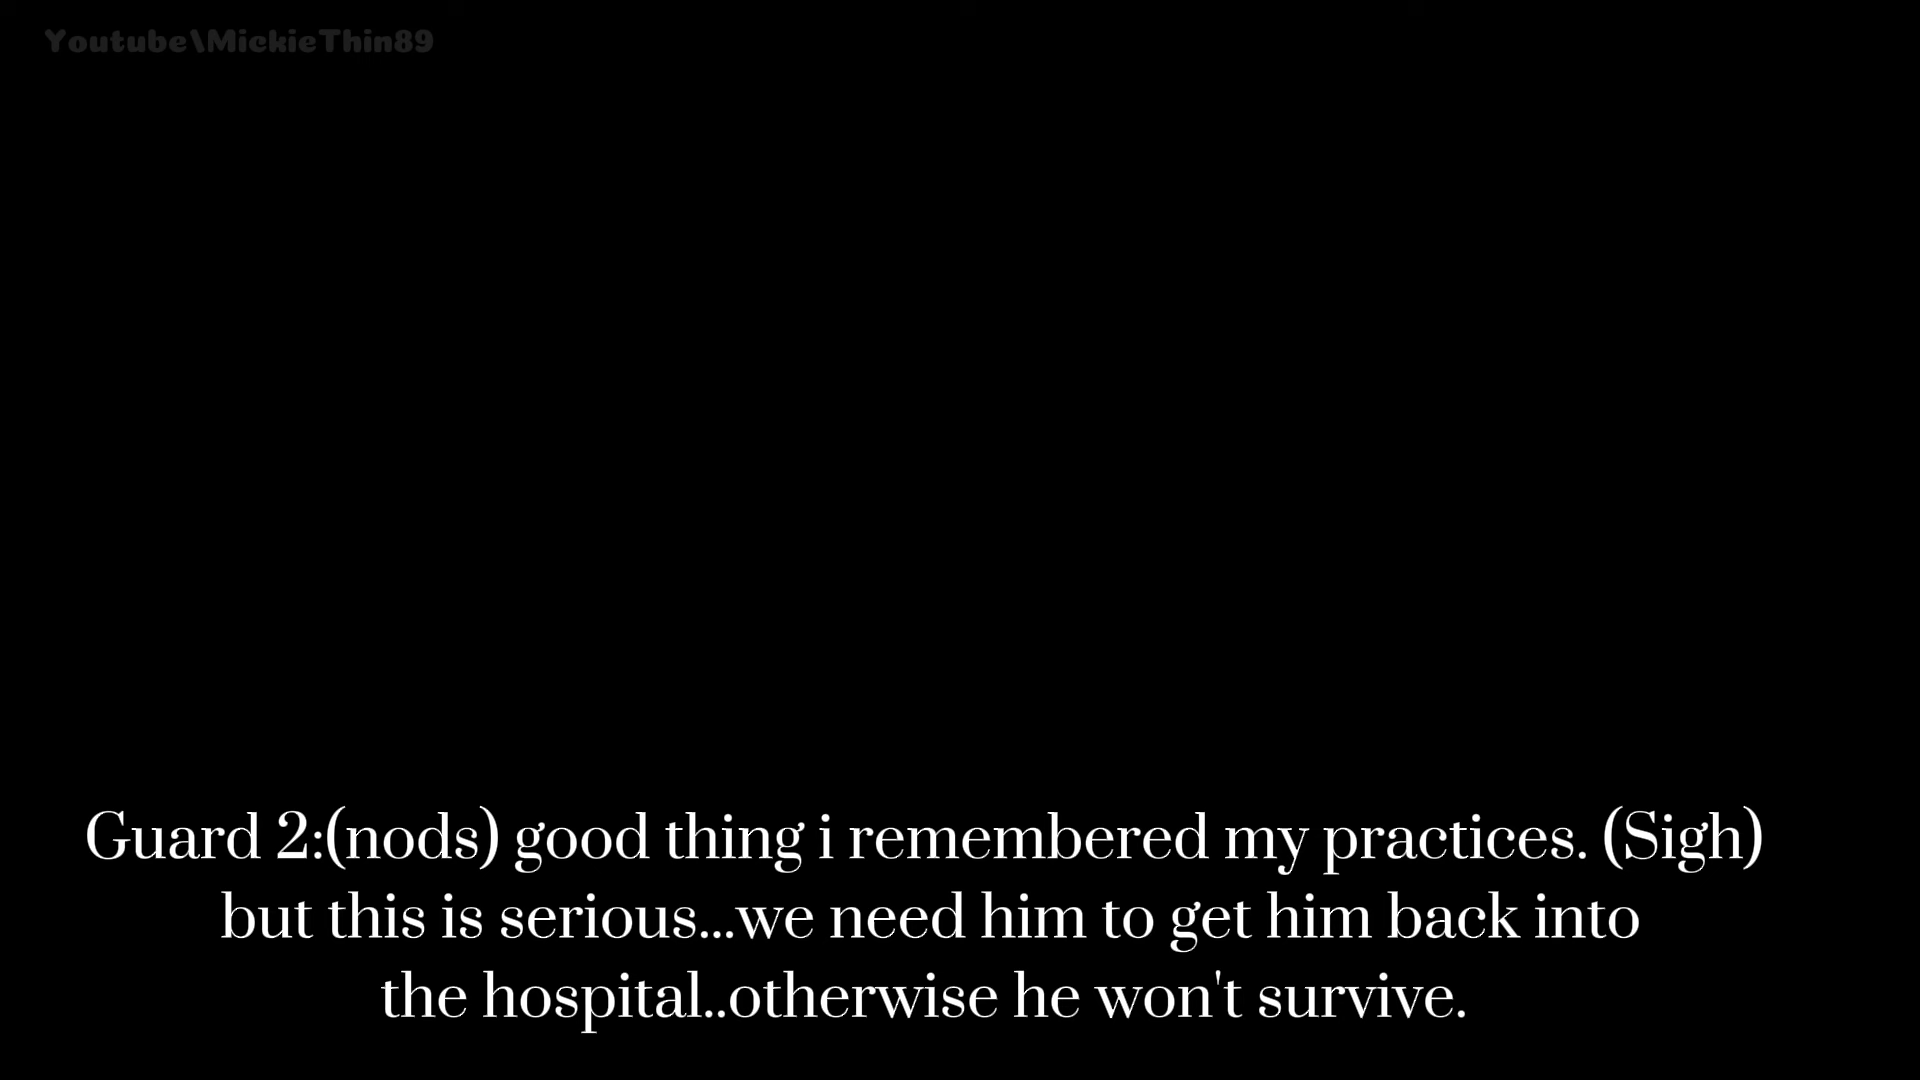 Youtube\MickieThin89
Guard 2:(nods) good thing i remembered my practices. (Sigh)
but this is serious...we need him to get him back into
the hospital..otherwise he won't survive.